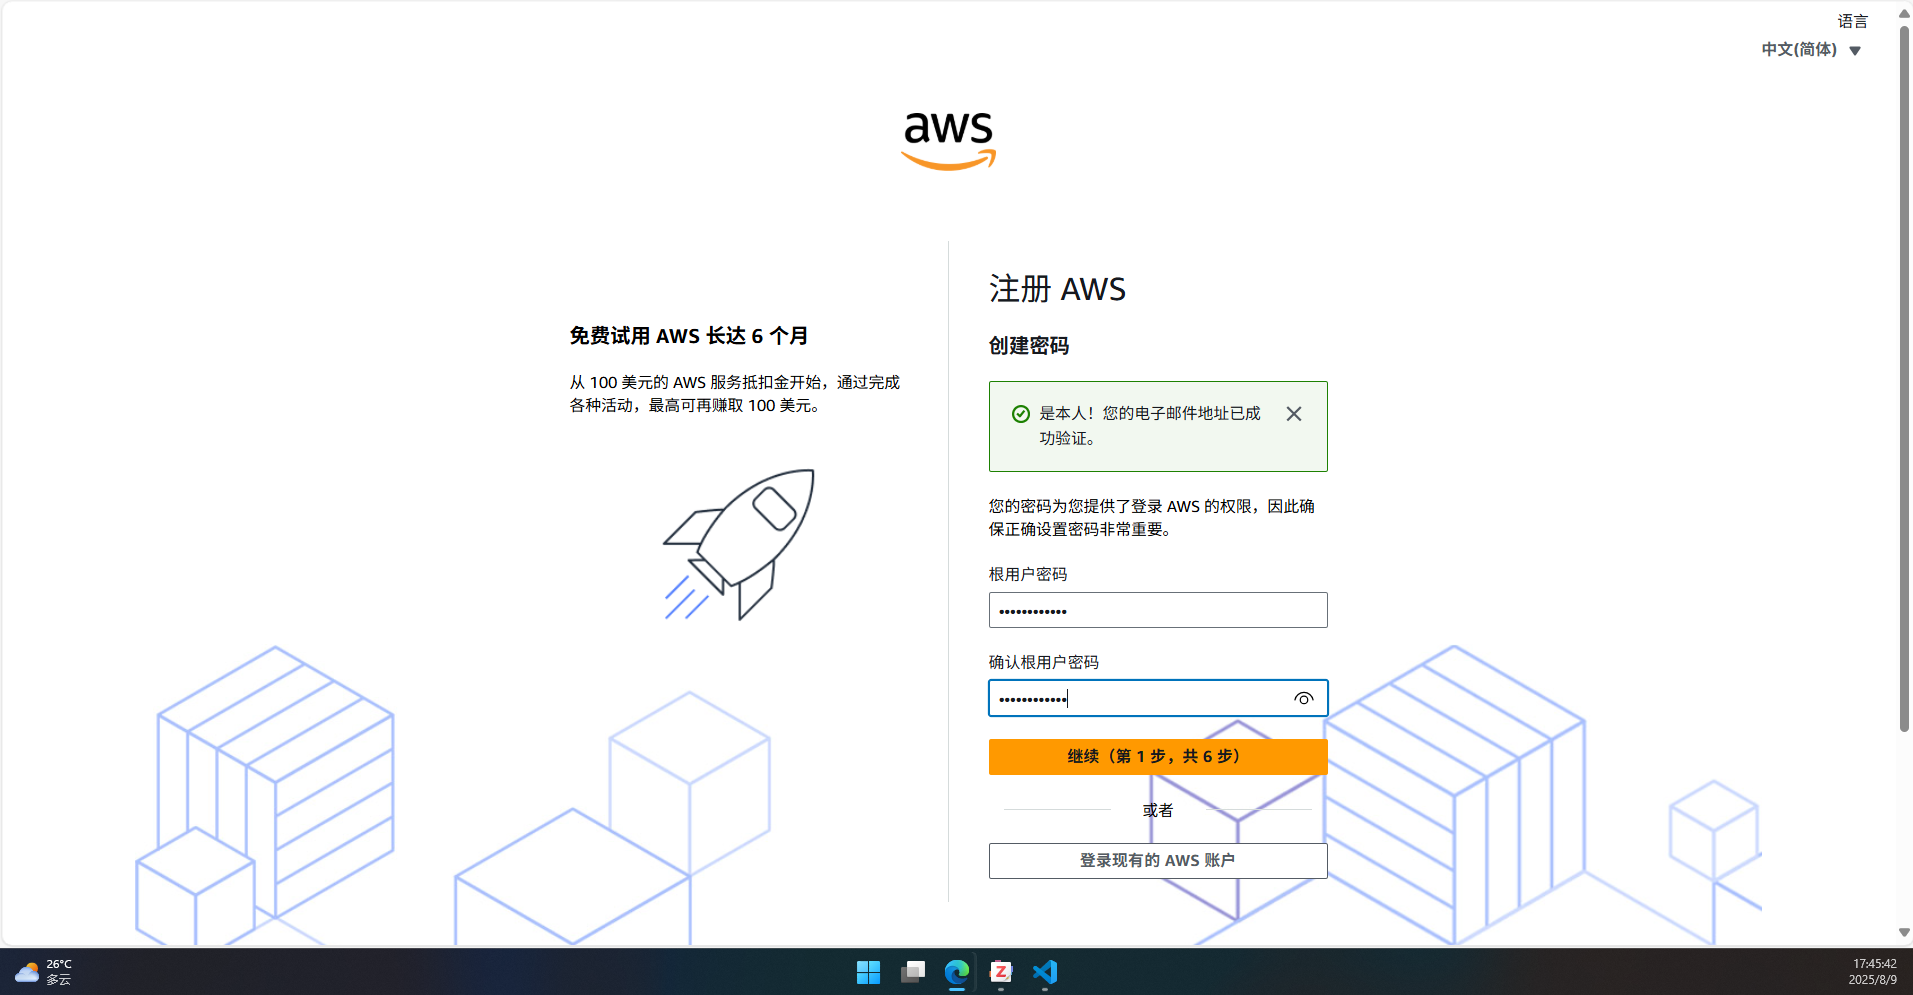 语言
中文(简体)
aws
免费试用 AWS 长达 6 个月
从 100 美元的 AWS 服务抵扣金开始，通过完成
各种活动，最高可再赚取 100 美元。
注册 AWS
创建密码
是本人！您的电子邮件地址已成
功验证。
您的密码为您提供了登录 AWS 的权限，因此确
保正确设置密码非常重要。
根用户密码
••••••••••••
确认根用户密码
••••••••••••
继续（第 1 步，共 6 步）
或者
登录现有的 AWS 账户
26°C
多云
Z
17:45:42
2025/8/9